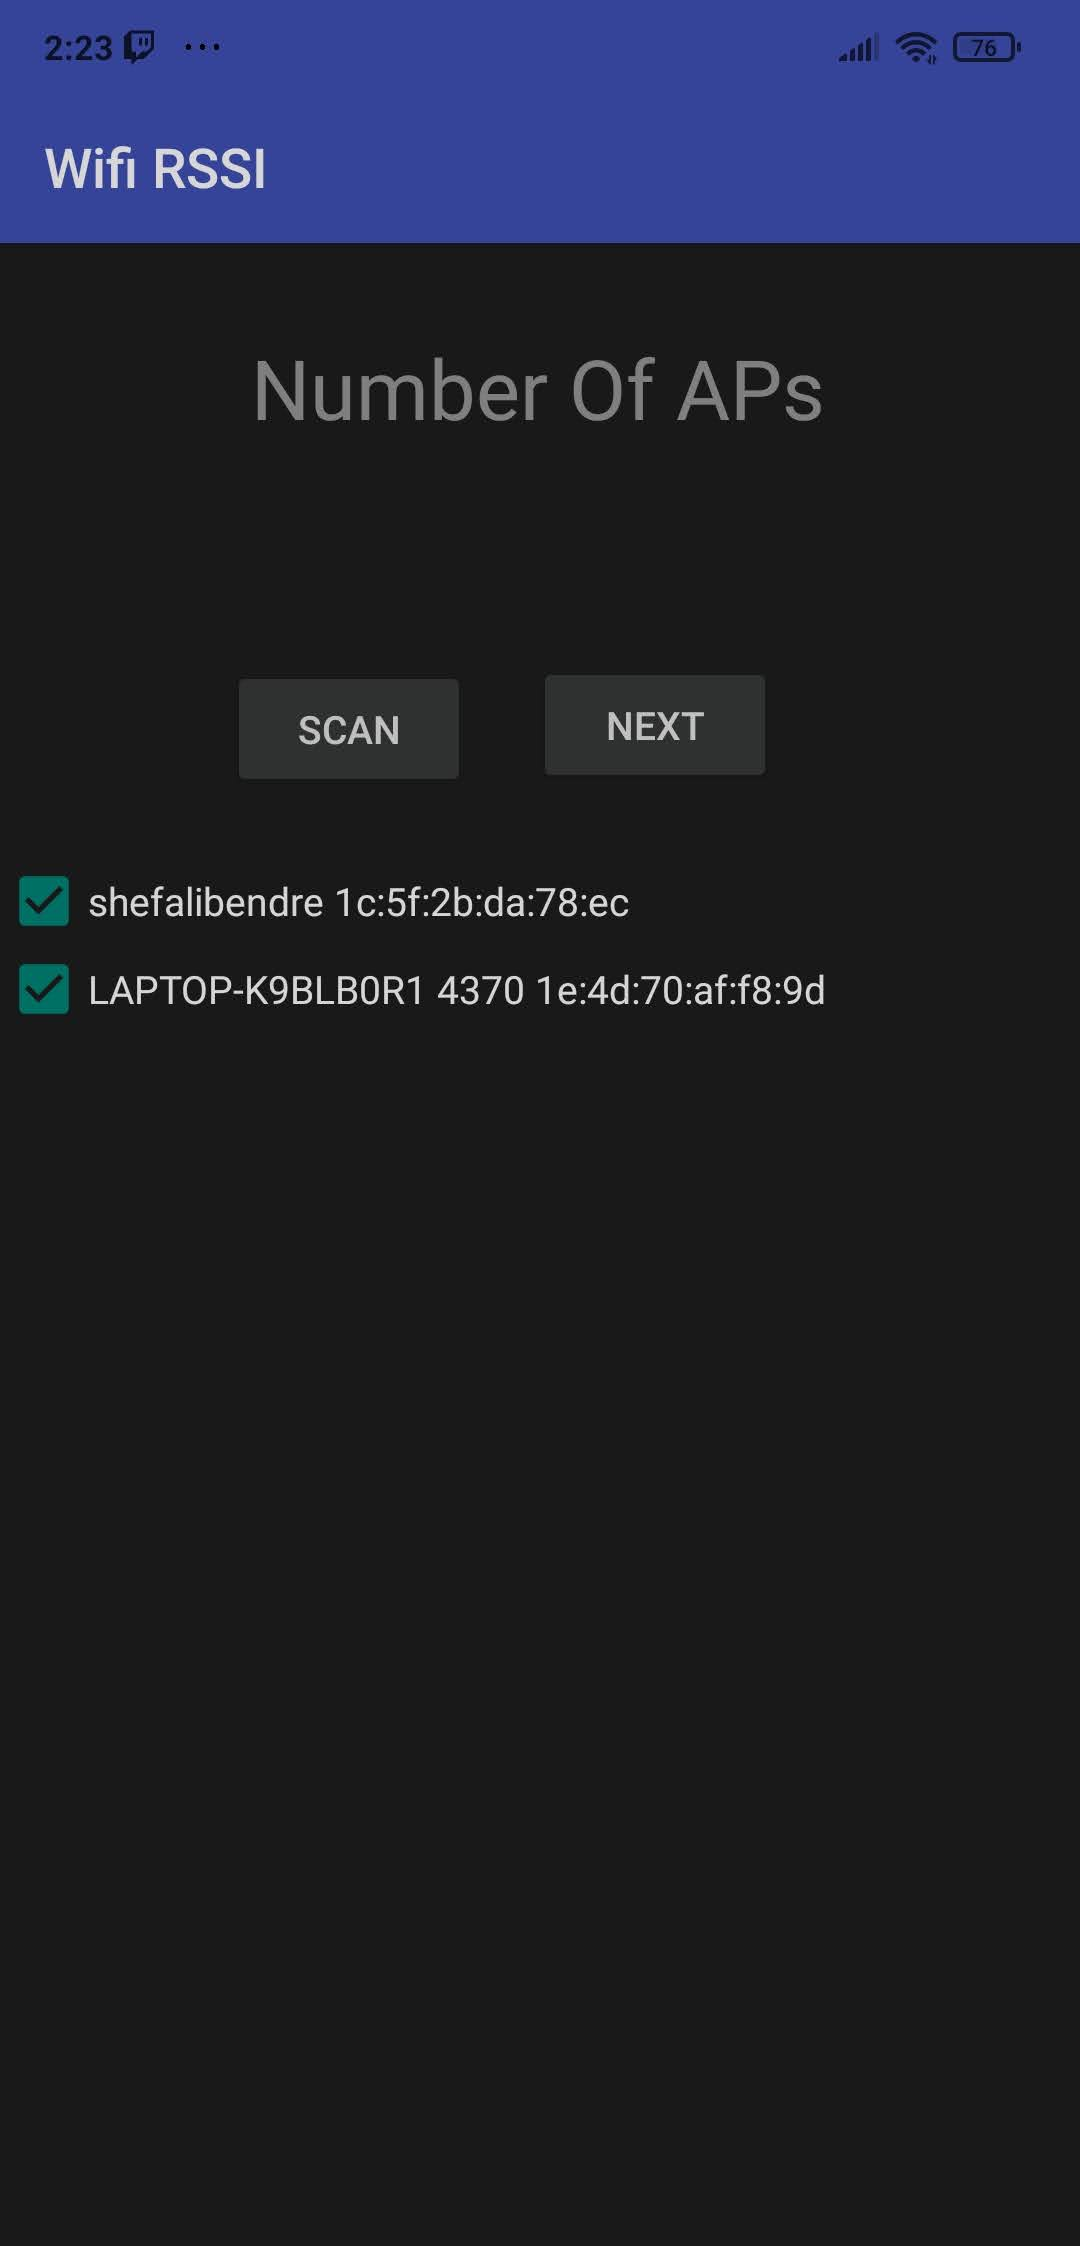 2:23 76
Wifi RSSI
Number Of APs
SCAN NEXT
shefalibendre 1c:5f:2b:da:78:ec
LAPTOP-K9BLB0R1 4370 1e:4d:70:af:f8:9d